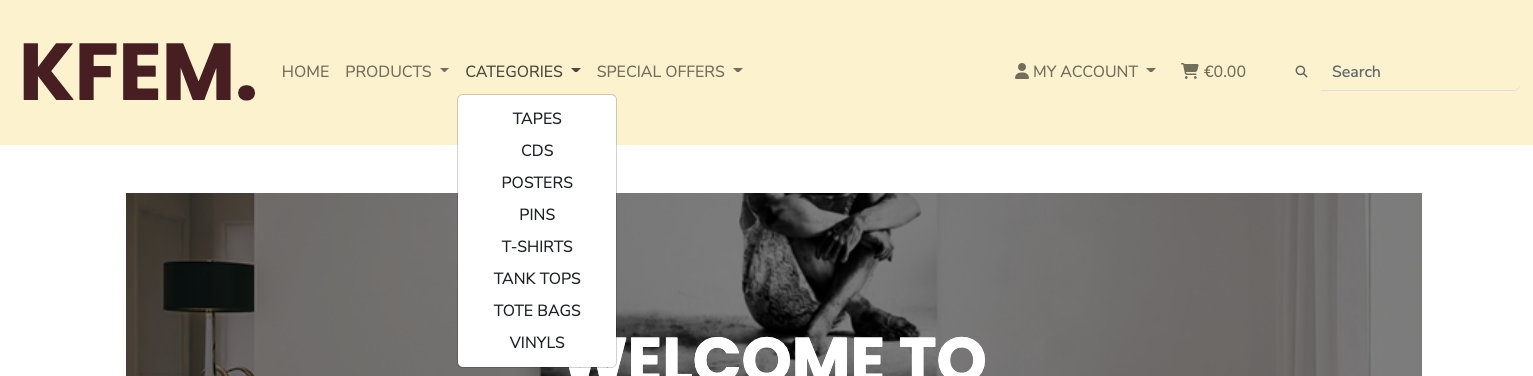 KFEM. HOME PRODUCTS CATEGORIES SPECIAL OFFERS MY ACCOUNT €0.00 Search
TAPES
CDS
POSTERS
PINS
T-SHIRTS
TANK TOPS
TOTE BAGS
VINYLS
WELCOME TO